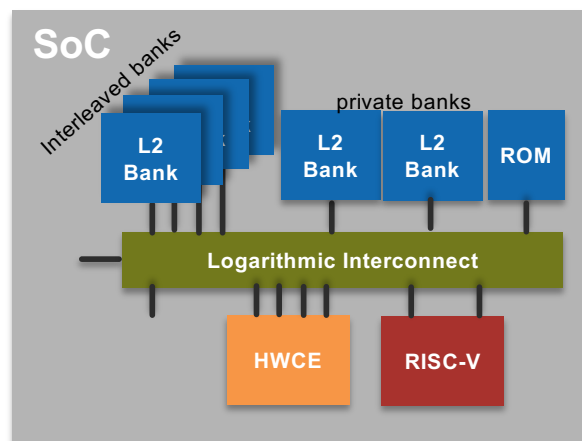 SoC
Interleaved banks
private banks
L2
Bank
L2
Bank
L2
Bank
ROM
Logarithmic Interconnect
HWCE
RISC-V